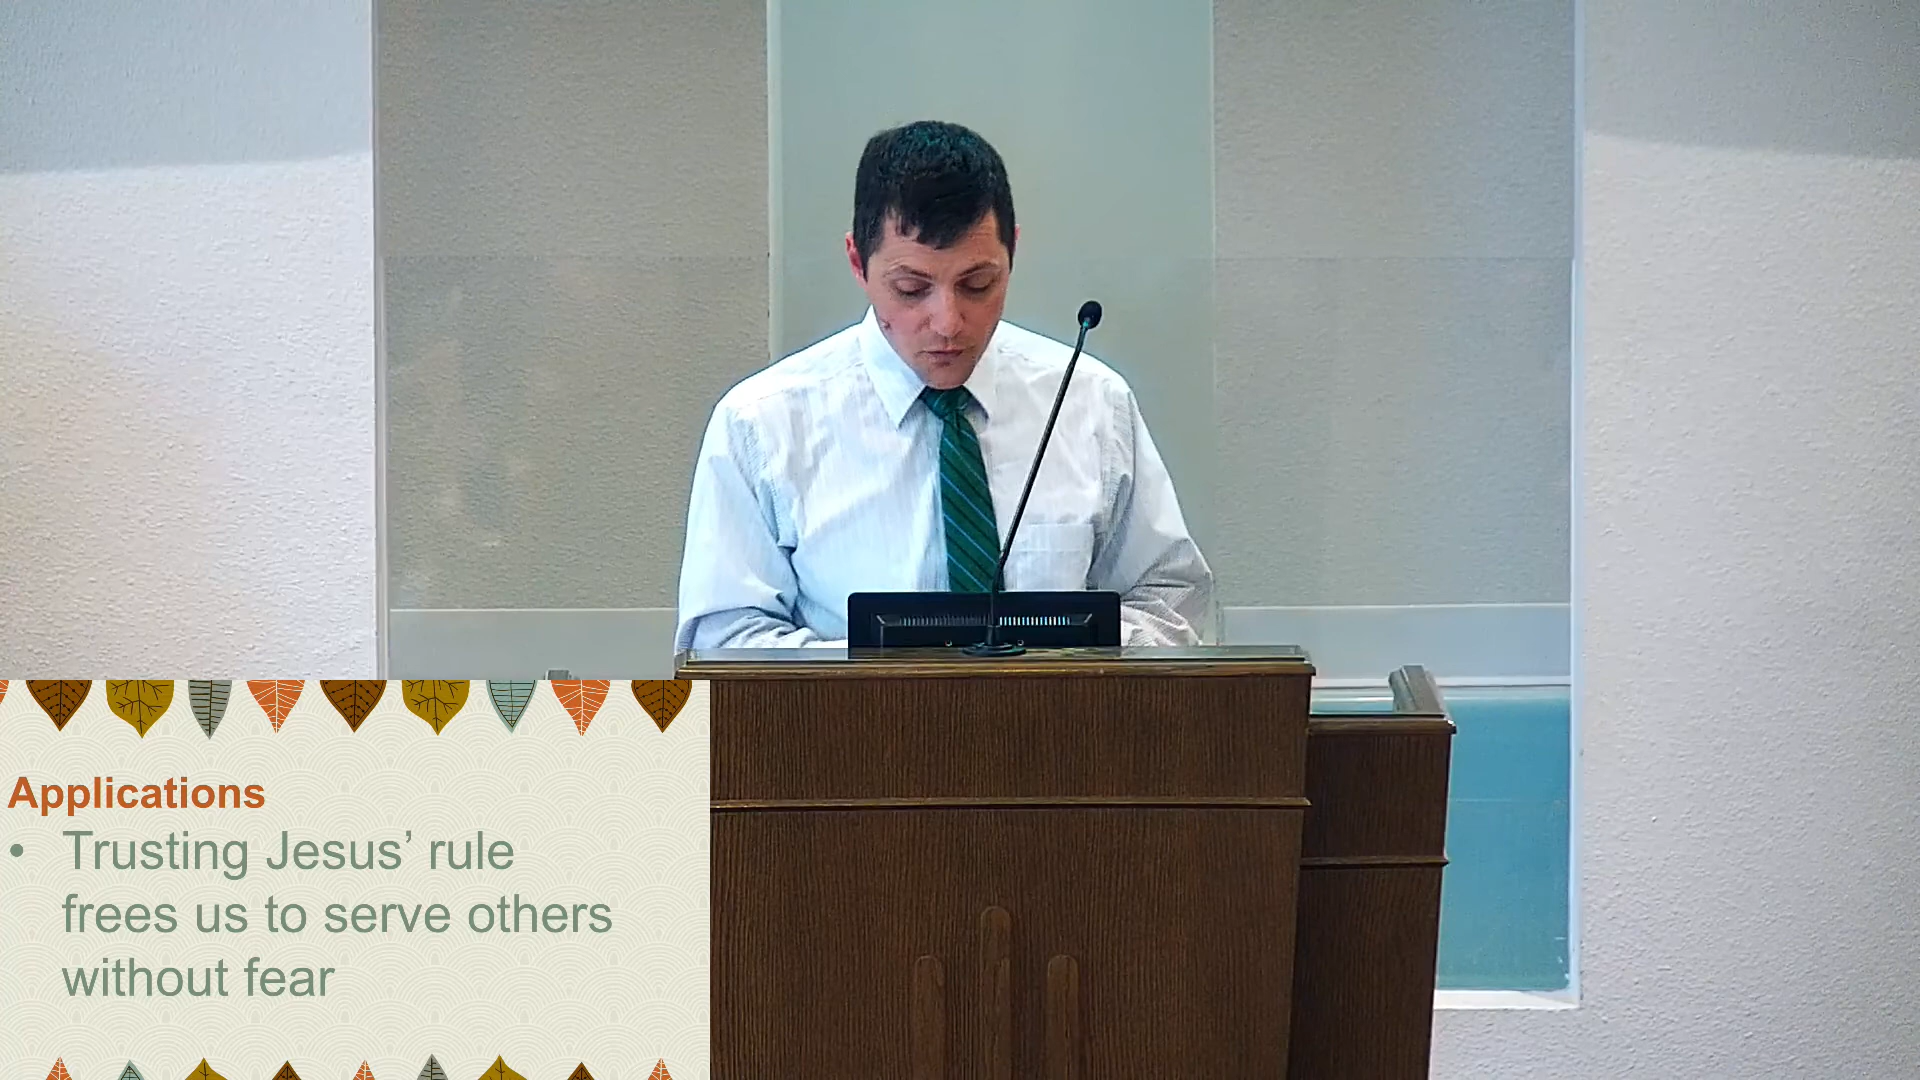 Applications
• Trusting Jesus’ rule
frees us to serve others
without fear